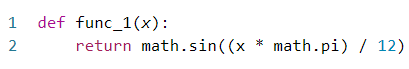 1 def func_1(x):
2     return math.sin((x * math.pi) / 12)